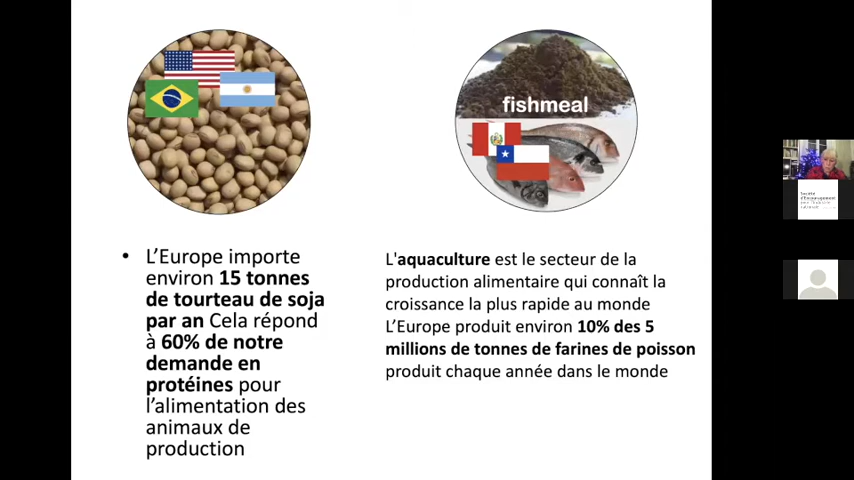 fishmeal
• L’Europe importe
environ 15 tonnes
de tourteau de soja
par an Cela répond
à 60% de notre
demande en
protéines pour
l’alimentation des
animaux de
production
L'aquaculture est le secteur de la
production alimentaire qui connaît la
croissance la plus rapide au monde
L’Europe produit environ 10% des 5
millions de tonnes de farines de poisson
produit chaque année dans le monde
d'Encouragement